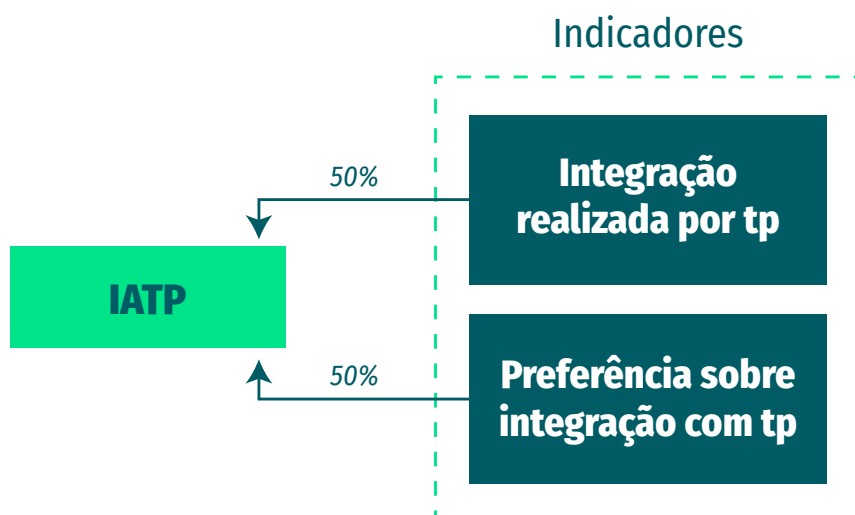 Indicadores
50%
Integração
realizada por tp
IATP
50%
Preferência sobre
integração com tp